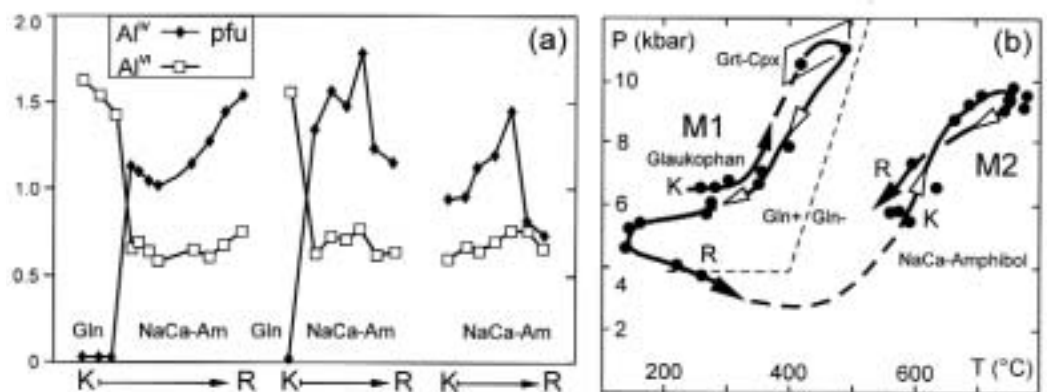 2.0
1.5
1.0
0.5
0
Al^IV pfu
Al^VI
(a)
Gln NaCa-Am Gln NaCa-Am NaCa-Am
K R K R K R
P (kbar)
(b)
10
8
6
4
2
Grt-Cpx
M1
Glaukophan
K
Gln+ Gln-
R
R
M2
K
NaCa-Amphibol
200 400 600 T (°C)